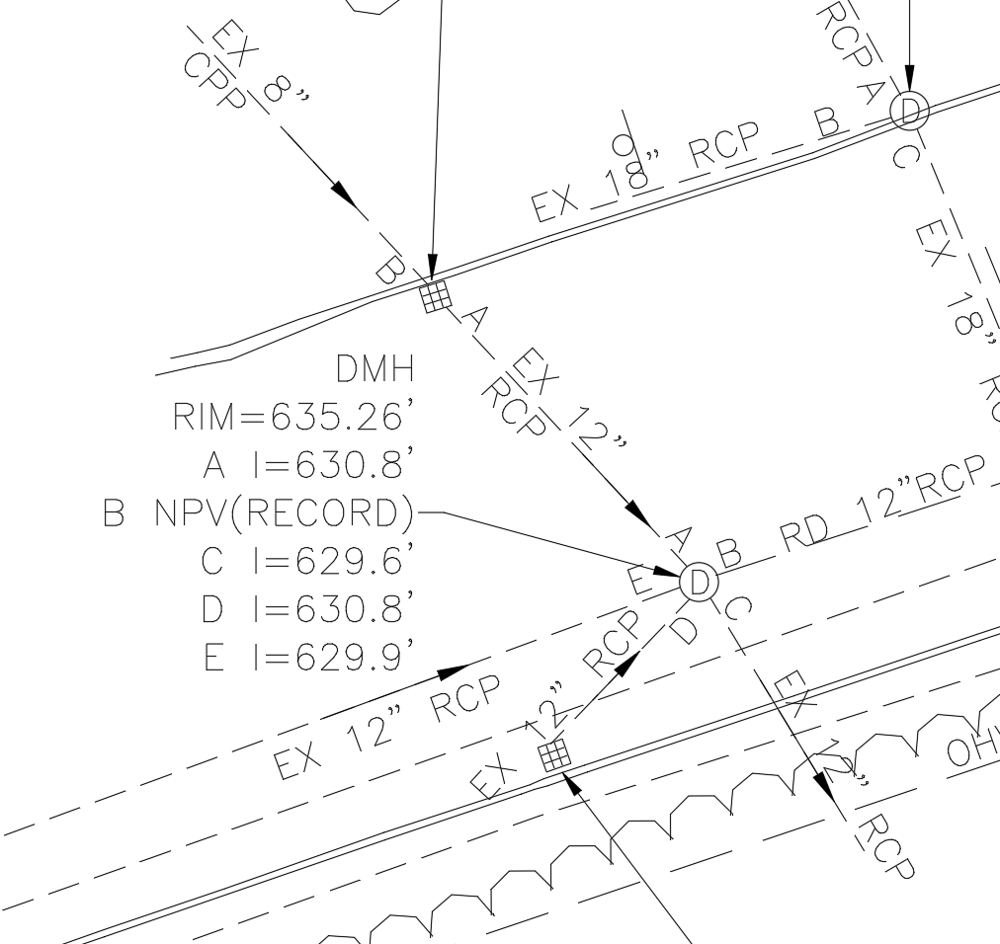 EX 8”
CPP
RCP
A
D
B
C
EX 18” RCP
8
B
A
EX 18”
EX 12”
RCP
DMH
RIM=635.26’
A I=630.8’
B NPV(RECORD)
C I=629.6’
D I=630.8’
E I=629.9’
A
B
RD 12”RCP
E
D
C
D
EX 12” RCP
EX 12” RCP
EX 12” RCP